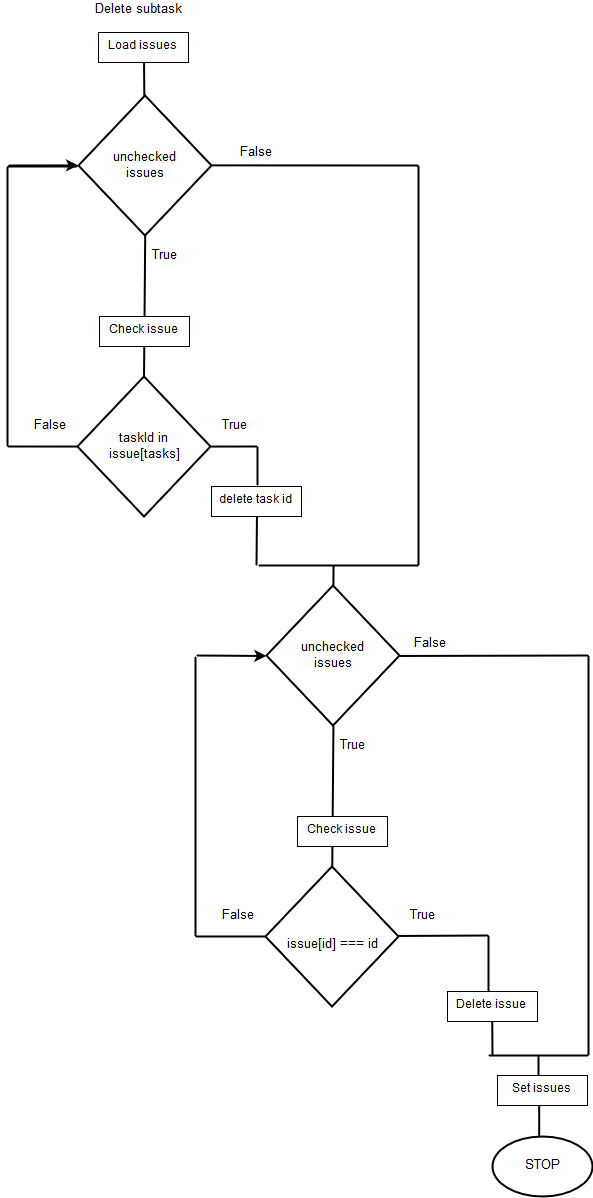 Delete subtask
Load issues
unchecked
issues
False
True
Check issue
False
taskId in
issue[tasks]
True
delete task id
unchecked
issues
False
True
Check issue
False
issue[id] === id
True
Delete issue
Set issues
STOP